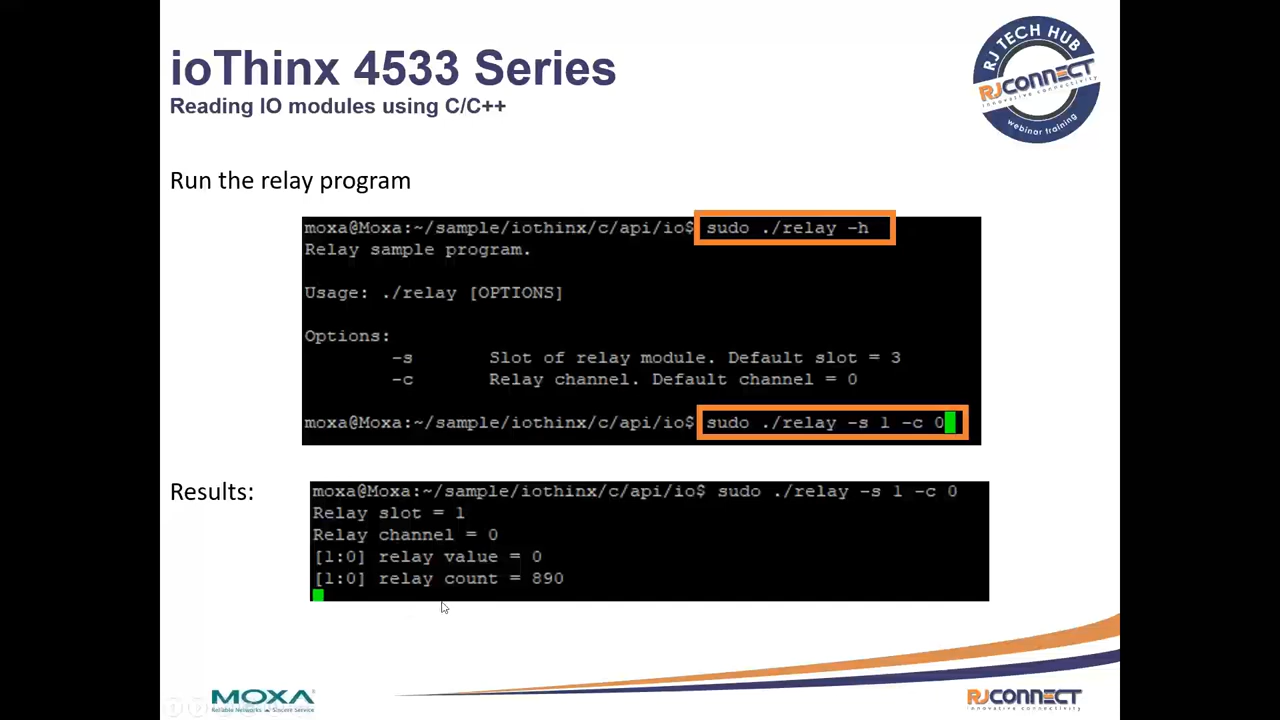 ioThinx 4533 Series
Reading IO modules using C/C++
RJ TECH HUB
RJCONNECT
innovative connectivity
webinar training
Run the relay program
moxa@Moxa:~/sample/iothinx/c/api/io$ sudo ./relay -h
Relay sample program.
Usage: ./relay [OPTIONS]
Options:
-s Slot of relay module. Default slot = 3
-c Relay channel. Default channel = 0
moxa@Moxa:~/sample/iothinx/c/api/io$ sudo ./relay -s 1 -c 0
Results:
moxa@Moxa:~/sample/iothinx/c/api/io$ sudo ./relay -s 1 -c 0
Relay slot = 1
Relay channel = 0
[1:0] relay value = 0
[1:0] relay count = 890
MOXA
Reliable Networks Sincere Service
RJCONNECT
innovative connectivity